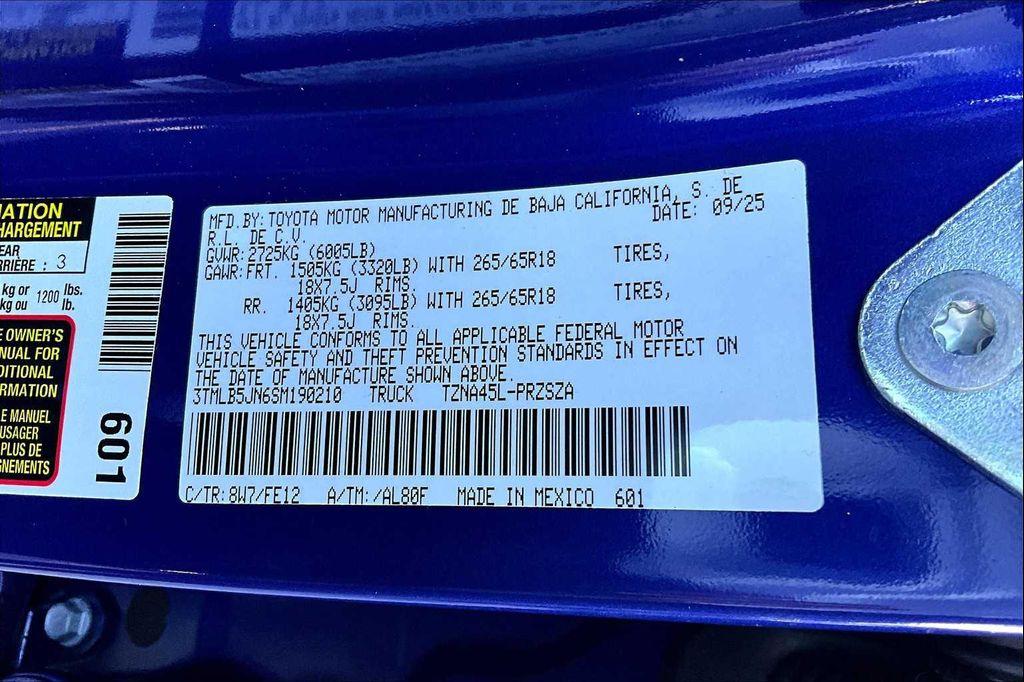 MATION
HARGEMENT
EAR
RRIÈRE : 3
kg or 1200 lbs.
kg ou lb.
E OWNER'S
NUAL FOR
DITIONAL
RMATION
E MANUEL
USAGER
PLUS DE
GNEMENTS
601
MFD.BY:TOYOTA MOTOR MANUFACTURING DE BAJA CALIFORNIA, S. DE
R.L. DE C.V. DATE: 09/25
GVWR:2725KG (6005LB)
GAWR:FRT. 1505KG (3320LB) WITH 265/65R18 TIRES,
18X7.5J RIMS.
RR. 1405KG (3095LB) WITH 265/65R18 TIRES,
18X7.5J RIMS.
THIS VEHICLE CONFORMS TO ALL APPLICABLE FEDERAL MOTOR
VEHICLE SAFETY AND THEFT PREVENTION STANDARDS IN EFFECT ON
THE DATE OF MANUFACTURE SHOWN ABOVE.
3TMLB5JN6SM190210 TRUCK TZNA45L-PRZSZA
C/TR:8W7/FE12 A/TM:/AL80F MADE IN MEXICO 601